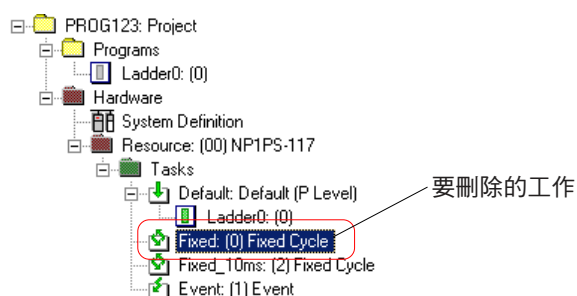 PROG123: Project
Programs
Ladder0: (0)
Hardware
System Definition
Resource: (00) NP1PS-117
Tasks
Default: Default (P Level)
Ladder0: (0)
Fixed: (0) Fixed Cycle
Fixed_10ms: (2) Fixed Cycle
Event: (1) Event
要刪除的工作